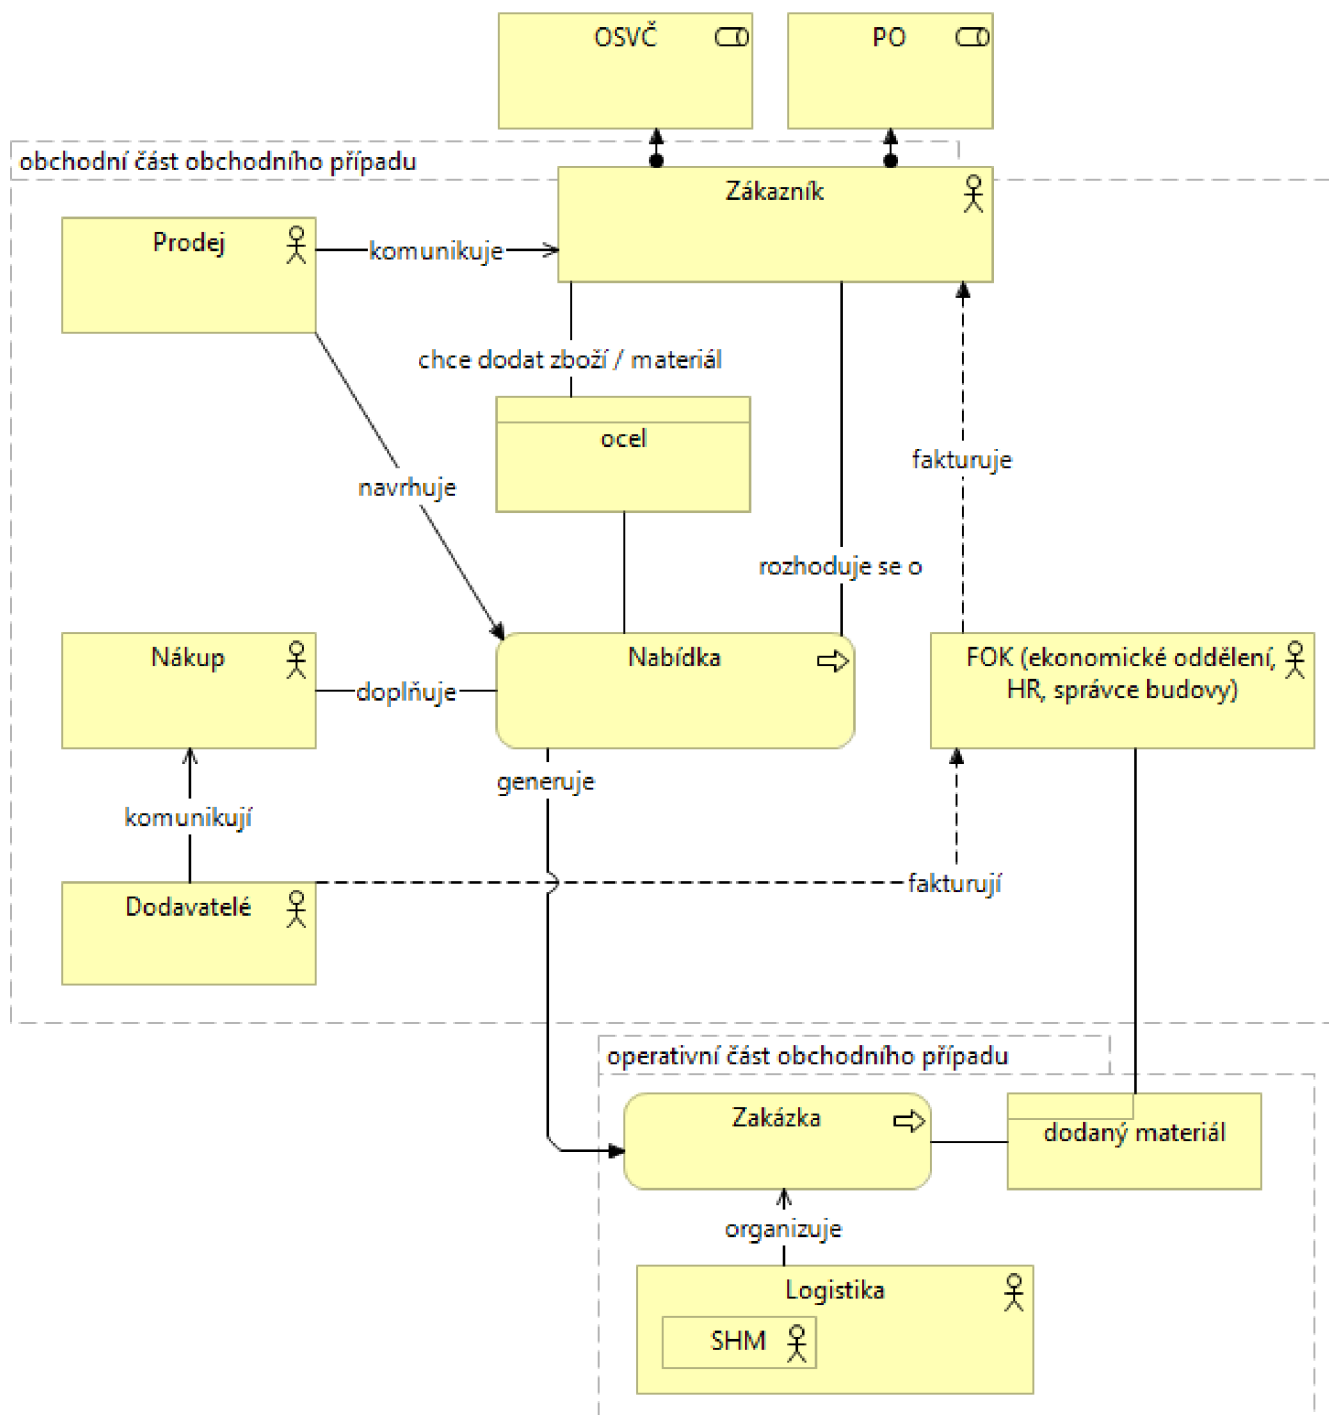 OSVČ
PO
obchodní část obchodního případu
Zákazník
Prodej
komunikuje
chce dodat zboží / materiál
ocel
fakturuje
navrhuje
rozhoduje se o
Nákup
Nabídka
FOK (ekonomické oddělení,
HR, správce budovy)
doplňuje
generuje
komunikují
fakturují
Dodavatelé
operativní část obchodního případu
Zakázka
dodaný materiál
organizuje
Logistika
SHM